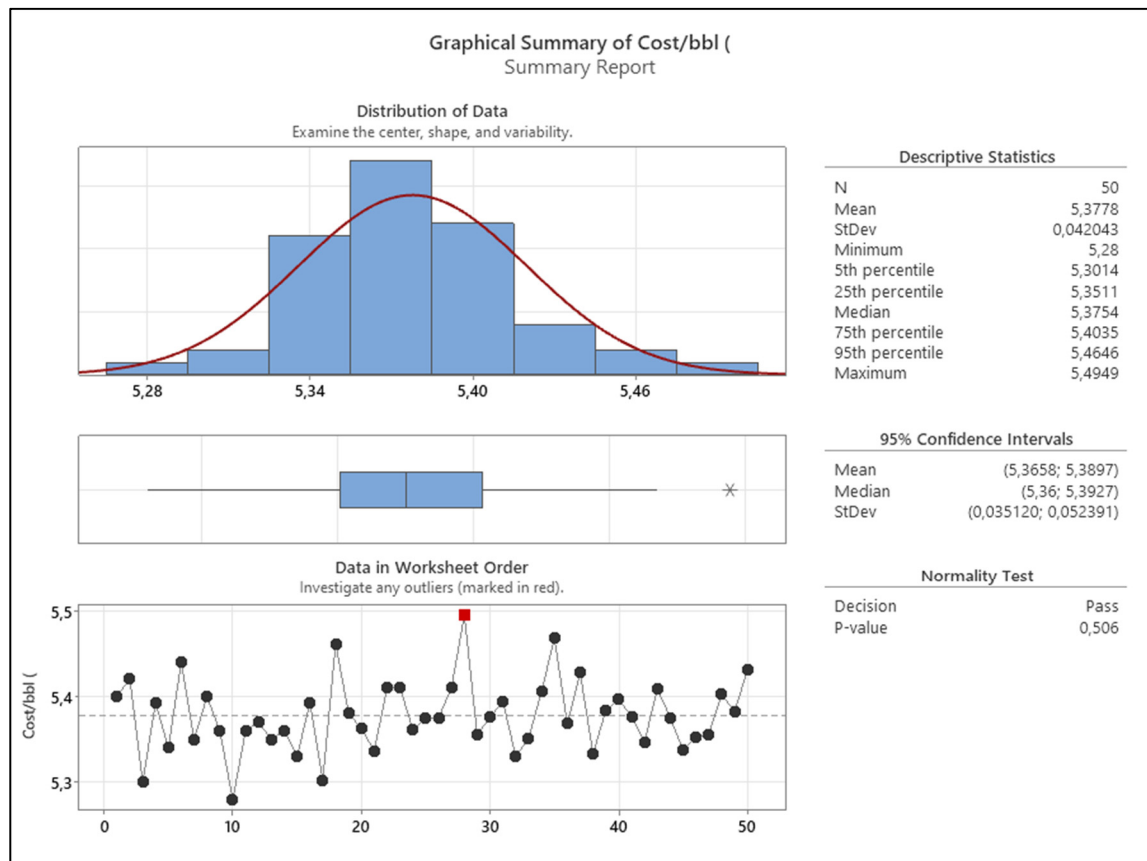 Graphical Summary of Cost/bbl (
Summary Report
Distribution of Data
Examine the center, shape, and variability.
5,28 5,34 5,40 5,46
Data in Worksheet Order
Investigate any outliers (marked in red).
Cost/bbl (
5,5
5,4
5,3
0 10 20 30 40 50
Descriptive Statistics
N 50
Mean 5,3778
StDev 0,042043
Minimum 5,28
5th percentile 5,3014
25th percentile 5,3511
Median 5,3754
75th percentile 5,4035
95th percentile 5,4646
Maximum 5,4949
95% Confidence Intervals
Mean (5,3658; 5,3897)
Median (5,36; 5,3927)
StDev (0,035120; 0,052391)
Normality Test
Decision Pass
P-value 0,506